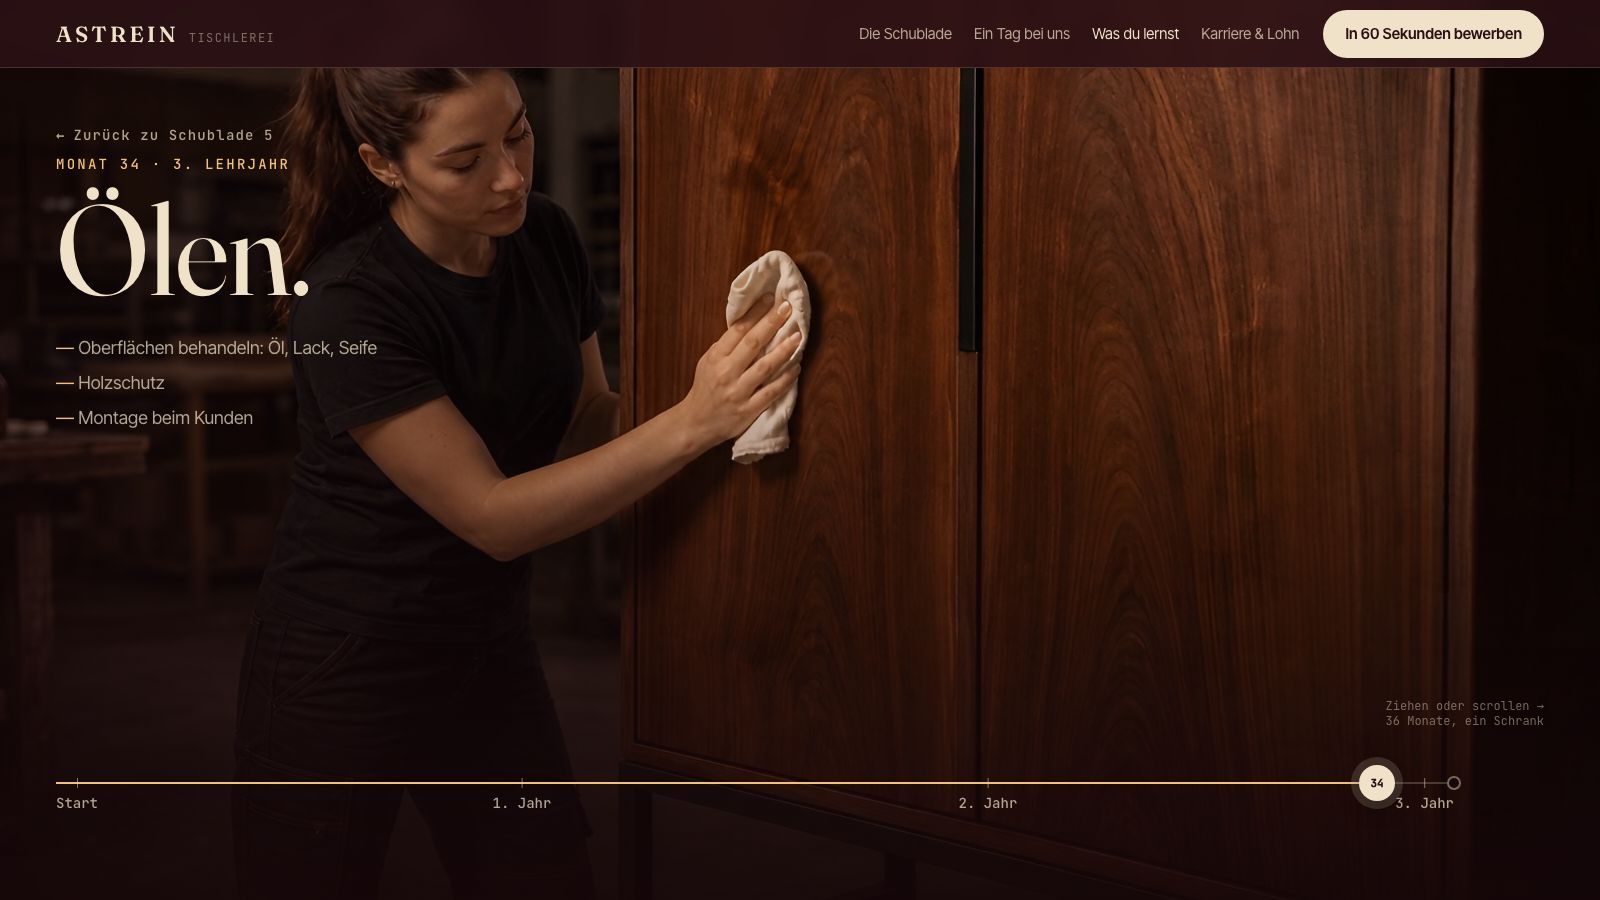 ASTREIN TISCHLEREI
Die Schublade
Ein Tag bei uns
Was du lernst
Karriere & Lohn
In 60 Sekunden bewerben
← Zurück zu Schublade 5
MONAT 34 · 3. LEHRJAHR
Ölen.
— Oberflächen behandeln: Öl, Lack, Seife
— Holzschutz
— Montage beim Kunden
Ziehen oder scrollen →
36 Monate, ein Schrank
34
Start
1. Jahr
2. Jahr
3. Jahr